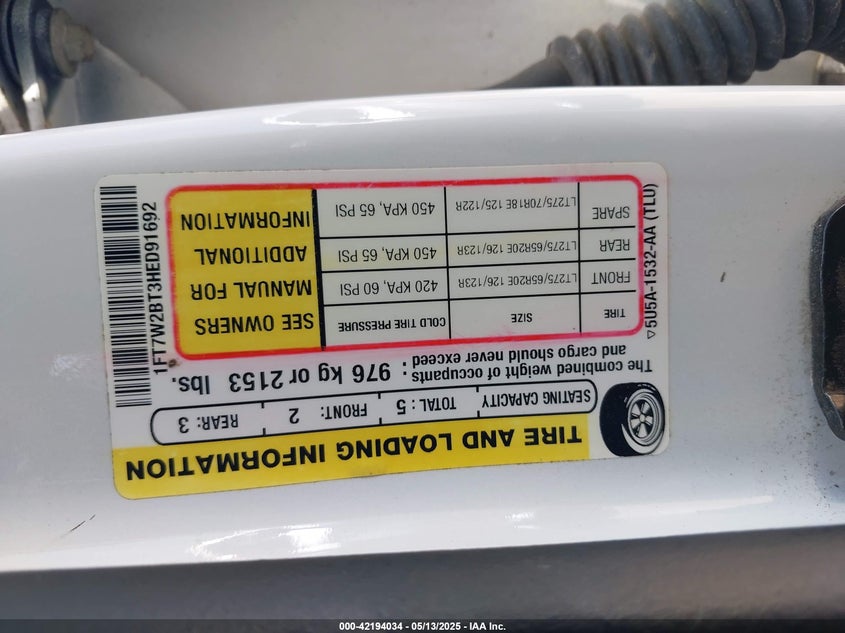 TIRE AND LOADING INFORMATION
SEATING CAPACITY TOTAL : 5 FRONT: 2 REAR: 3
The combined weight of occupants and cargo should never exceed : 976 kg or 2153 lbs.
TIRE SIZE COLD TIRE PRESSURE
FRONT LT275/65R20E 126/123R 420 KPA, 60 PSI
REAR LT275/65R20E 126/123R 450 KPA, 65 PSI
SPARE LT275/70R18E 125/122R 450 KPA, 65 PSI
SEE OWNERS
MANUAL FOR
ADDITIONAL
INFORMATION
5U5A-1532-AA (TLU)
1FT7W2BT3HED91692
000-42194034 - 05/13/2025 - IAA Inc.